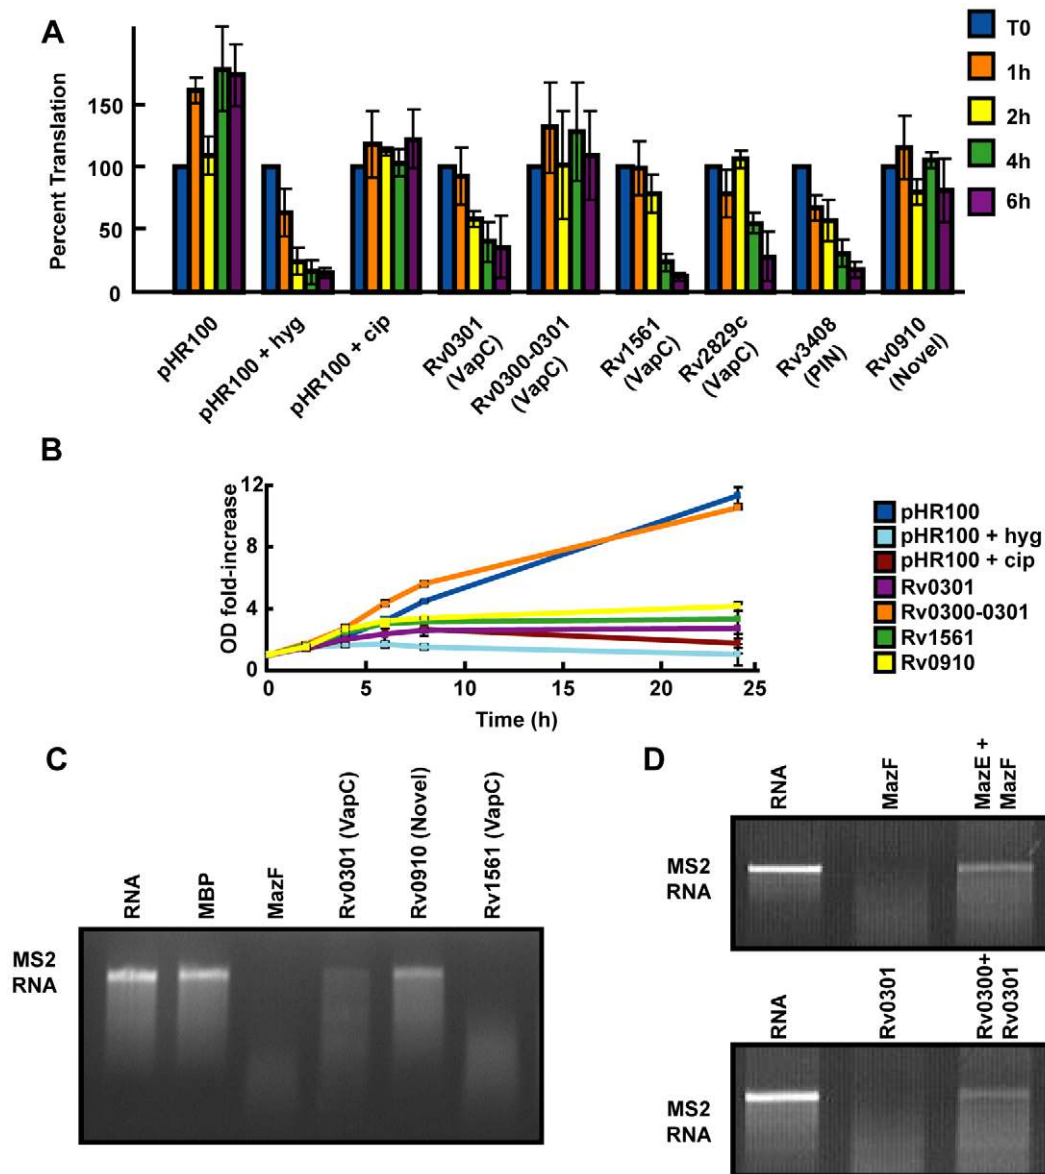 A
Percent Translation
150
100
50
0
T0
1h
2h
4h
6h
pHR100
pHR100 + hyg
pHR100 + cip
Rv0301
(VapC)
Rv0300-0301
(VapC)
Rv1561
(VapC)
Rv2829c
(VapC)
Rv3408
(PIN)
Rv0910
(Novel)
B
OD fold-increase
12
8
4
0
0
5
10
15
20
25
Time (h)
pHR100
pHR100 + hyg
pHR100 + cip
Rv0301
Rv0300-0301
Rv1561
Rv0910
C
RNA
MBP
MazF
Rv0301 (VapC)
Rv0910 (Novel)
Rv1561 (VapC)
MS2
RNA
D
RNA
MazF
MazE +
MazF
MS2
RNA
RNA
Rv0301
Rv0300+
Rv0301
MS2
RNA